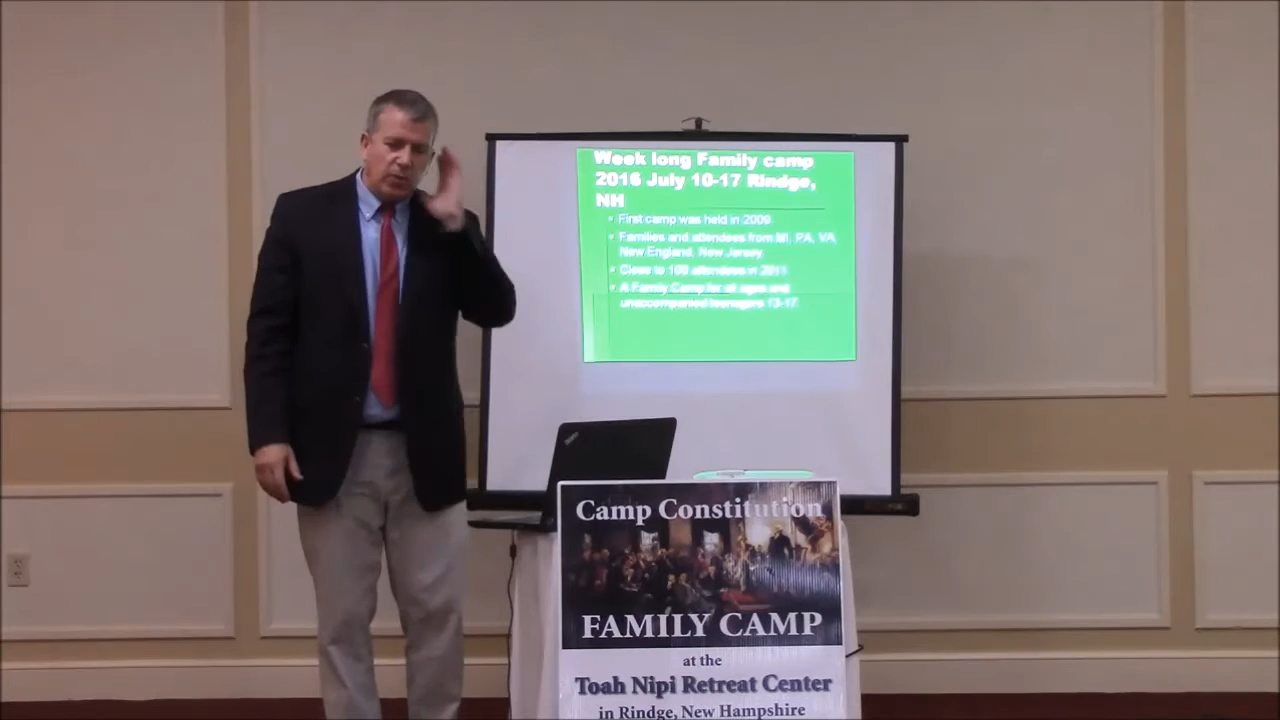 Week long Family camp
2016 July 10-17 Rindge,
NH
First camp was held in 2009
Families and attendees from MI, PA, VA,
New England, New Jersey
Close to 100 attendees in 2011
A Family Camp for all ages and
unaccompanied teenagers 13-17
Camp Constitution
FAMILY CAMP
at the
Toah Nipi Retreat Center
in Rindge, New Hampshire